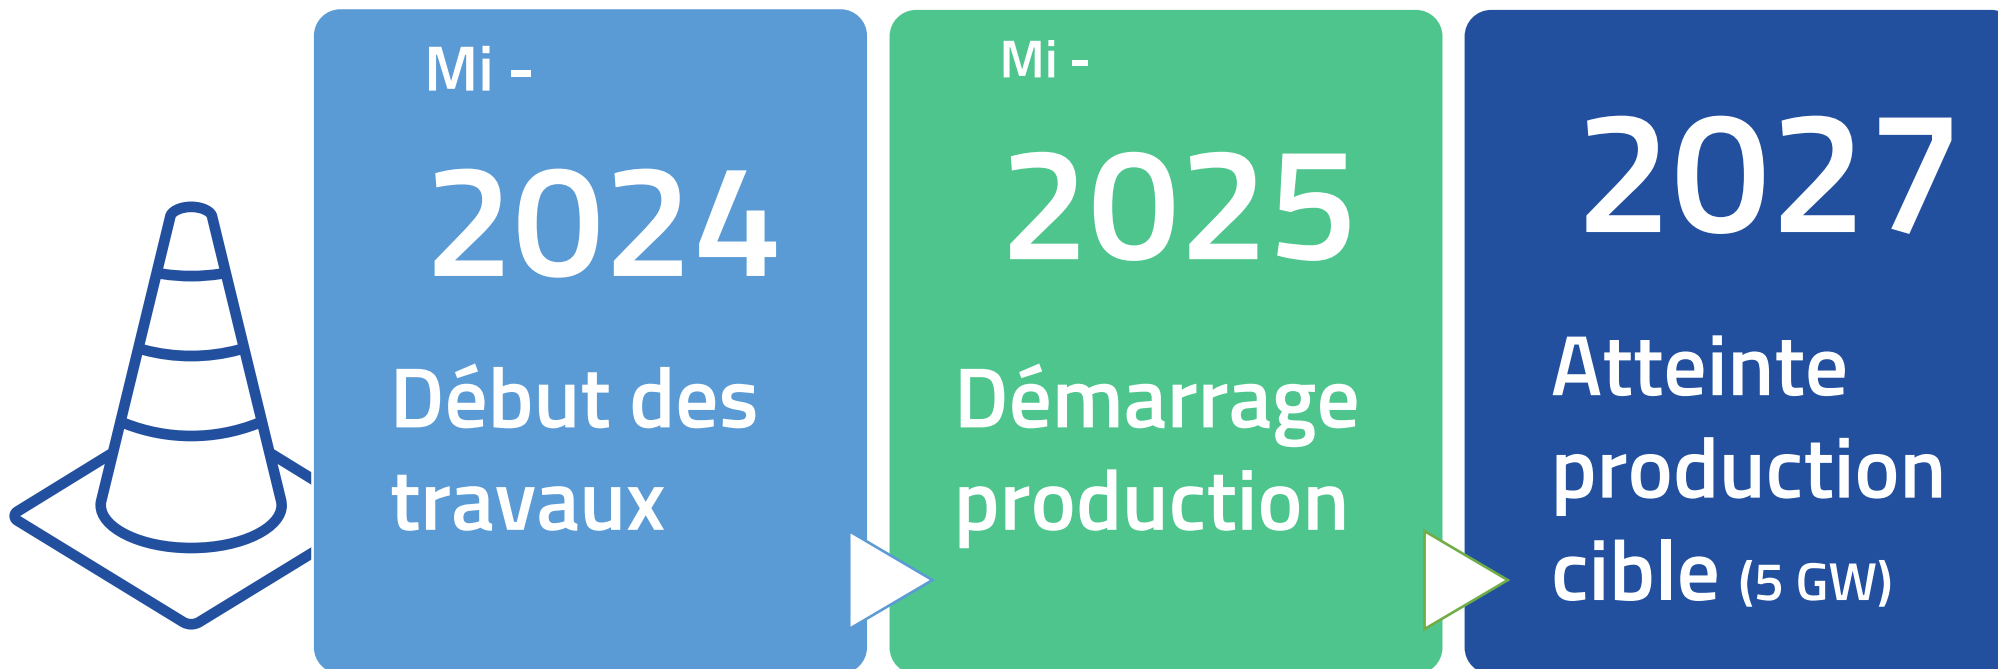 Mi -
2024
Début des
travaux
Mi -
2025
Démarrage
production
2027
Atteinte
production
cible (5 GW)